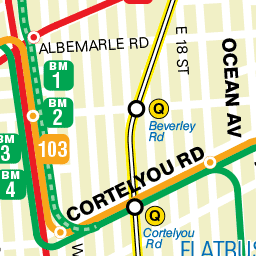 ALBEMARLE RD
E 18 ST
OCEAN AV
BM
1
BM
2
103
3
BM
4
Q
Beverley
Rd
CORTELYOU RD
Q
Cortelyou
Rd
W
FLATBUS